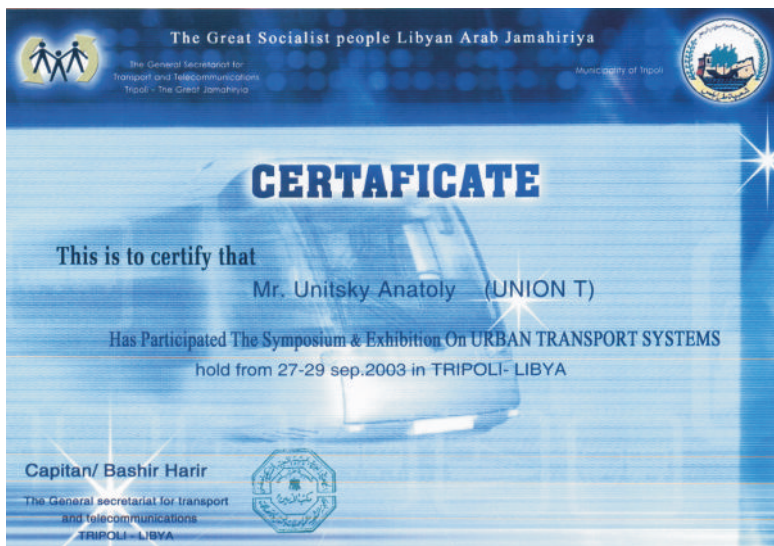 The Great Socialist people Libyan Arab Jamahiriya
The General Secretariat for
Transport and Telecommunications
Tripoli - The Great Jamahiriya
Municipality of Tripoli
CERTAFICATE
This is to certify that
Mr. Unitsky Anatoly (UNION T)
Has Participated The Symposium & Exhibition On URBAN TRANSPORT SYSTEMS
hold from 27-29 sep.2003 in TRIPOLI- LIBYA
Capitan/ Bashir Harir
The General secretariat for transport
and telecommunications
TRIPOLI - LIBYA